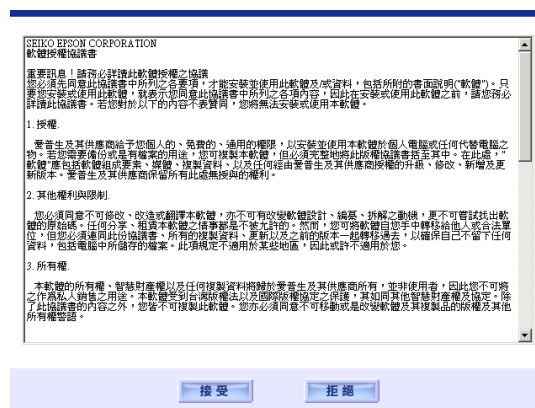 SEIKO EPSON CORPORATION
軟體授權協議書
重要訊息！請務必詳讀此軟體授權之協議
您必須先同意此協議書中所列之各要項，才能安裝並使用此軟體及/或資料，包括所附的書面說明("軟體")。只
要您安裝或使用此軟體，就表示您同意此協議書中所列之各項內容，因此在安裝或使用此軟體之前，請您務必
詳讀此協議書。若您對於以下的內容不表贊同，您將無法安裝或使用本軟體。
1. 授權.
愛普生及其供應商給予您個人的、免費的、通用的權限，以安裝並使用本軟體於個人電腦或任何代替電腦之
物。若您需要備份或是有檔案的用途，您可複製本軟體，但必須完整地將此版權協議書括至其中。在此處，"
軟體"應包括軟體組成要素、媒體、複製資料、以及任何經由愛普生及其供應商授權的升級、修改、新增及更
新版本。愛普生及其供應商保留所有此處無授與的權利。
2. 其他權利與限制.
您必須同意不可修改、改造或翻譯本軟體，亦不可有改變軟體設計、編纂、拆解之動機，更不可嘗試找出軟
體的原始碼。任何分享、租賃本軟體之情事都是不被允許的。然而，您可將軟體自您手中轉移給他人或合法單
位，但您必須連同此份協議書、所有的複製資料、更新以及之前的版本一起轉移過去，以確保自己不留下任何
資料，包括電腦中所儲存的檔案。此項規定不適用於某些地區，因此或許不適用於您。
3. 所有權.
本軟體的所有權、智慧財產權以及任何複製資料將歸於愛普生及其供應商所有，並非使用者，因此您不可將
之作為私人銷售之用途。本軟體受到台灣版權法以及國際版權協定之保護，其如同其他智慧財產權及協定。除
了此協議書的內容之外，您皆不可複製此軟體。您亦必須同意不可移動或是改變軟體及其複製品的版權及其他
所有權警語。
接受
拒絕